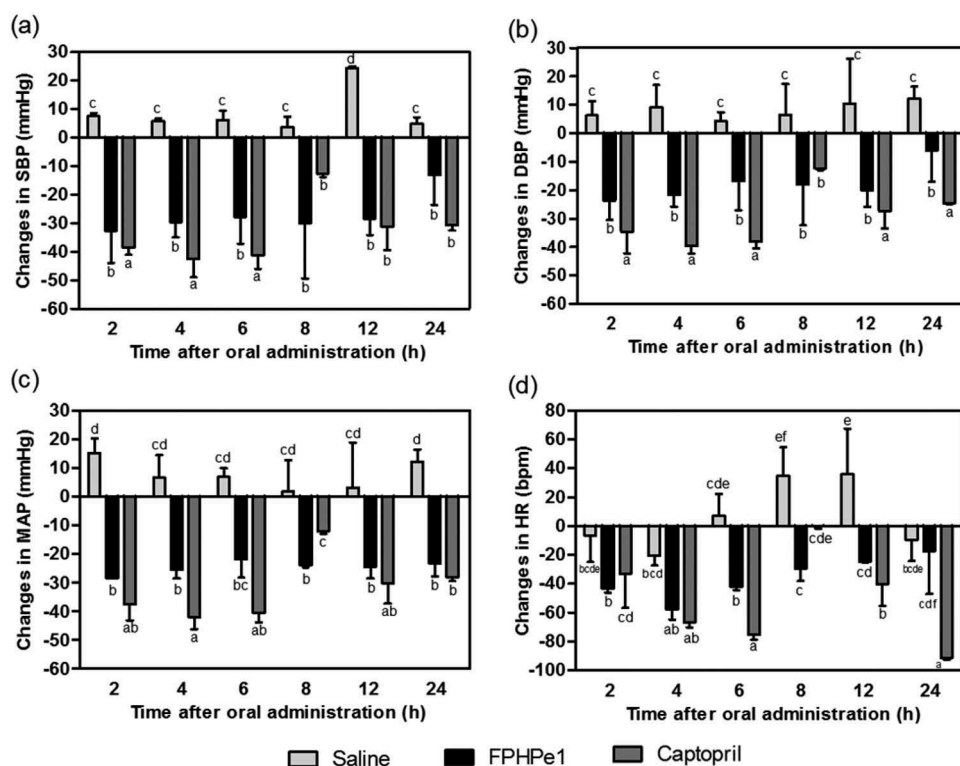 (a)
30
20
10
0
-10
-20
-30
-40
-50
-60
Changes in SBP (mmHg)
c c c c d c
b a b a b a b b b b b b
2 4 6 8 12 24
Time after oral administration (h)
(b)
30
20
10
0
-10
-20
-30
-40
-50
-60
Changes in DBP (mmHg)
c c c c c c
b a b a b a b b b a b a
2 4 6 8 12 24
Time after oral administration (h)
(c)
30
20
10
0
-10
-20
-30
-40
-50
-60
Changes in MAP (mmHg)
d cd cd cd cd d
b ab b a bc ab b c b ab b b
2 4 6 8 12 24
Time after oral administration (h)
(d)
80
60
40
20
0
-20
-40
-60
-80
-100
Changes in HR (bpm)
bcde bcd cde ef e bcde
b cd ab ab b a c cde cd b cdf a
2 4 6 8 12 24
Time after oral administration (h)
Saline FPHPe1 Captopril